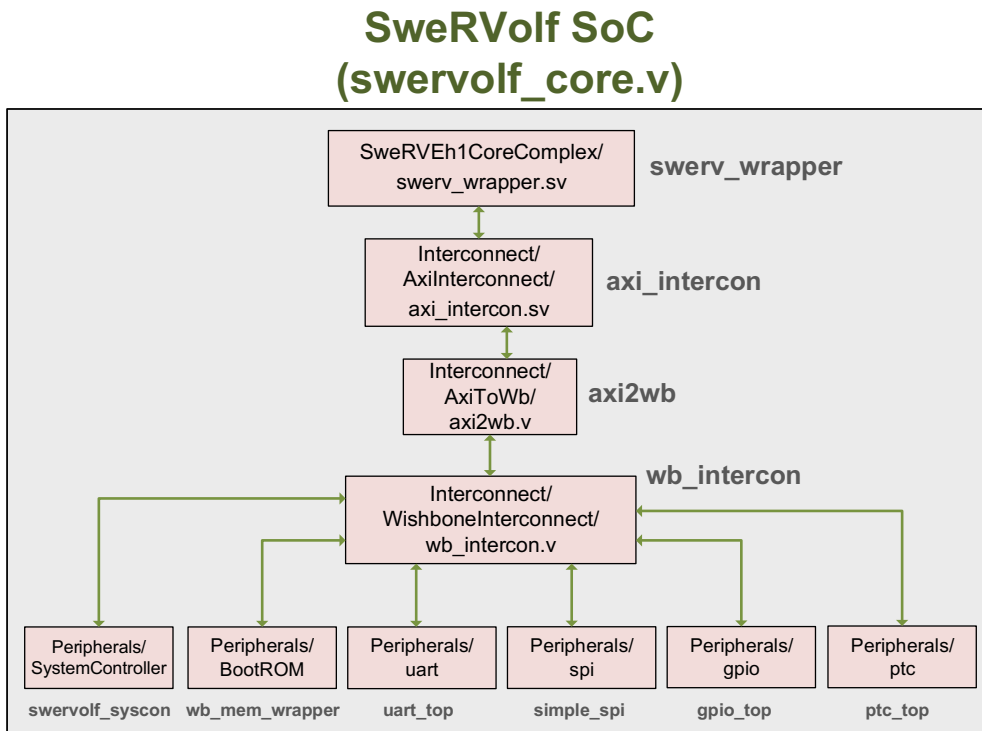 SweRVolf SoC
(swervolf_core.v)
SweRVEh1CoreComplex/
swerv_wrapper.sv
swerv_wrapper
Interconnect/
AxiInterconnect/
axi_intercon.sv
axi_intercon
Interconnect/
AxiToWb/
axi2wb.v
axi2wb
wb_intercon
Interconnect/
WishboneInterconnect/
wb_intercon.v
Peripherals/
SystemController
Peripherals/
BootROM
Peripherals/
uart
Peripherals/
spi
Peripherals/
gpio
Peripherals/
ptc
swervolf_syscon
wb_mem_wrapper
uart_top
simple_spi
gpio_top
ptc_top